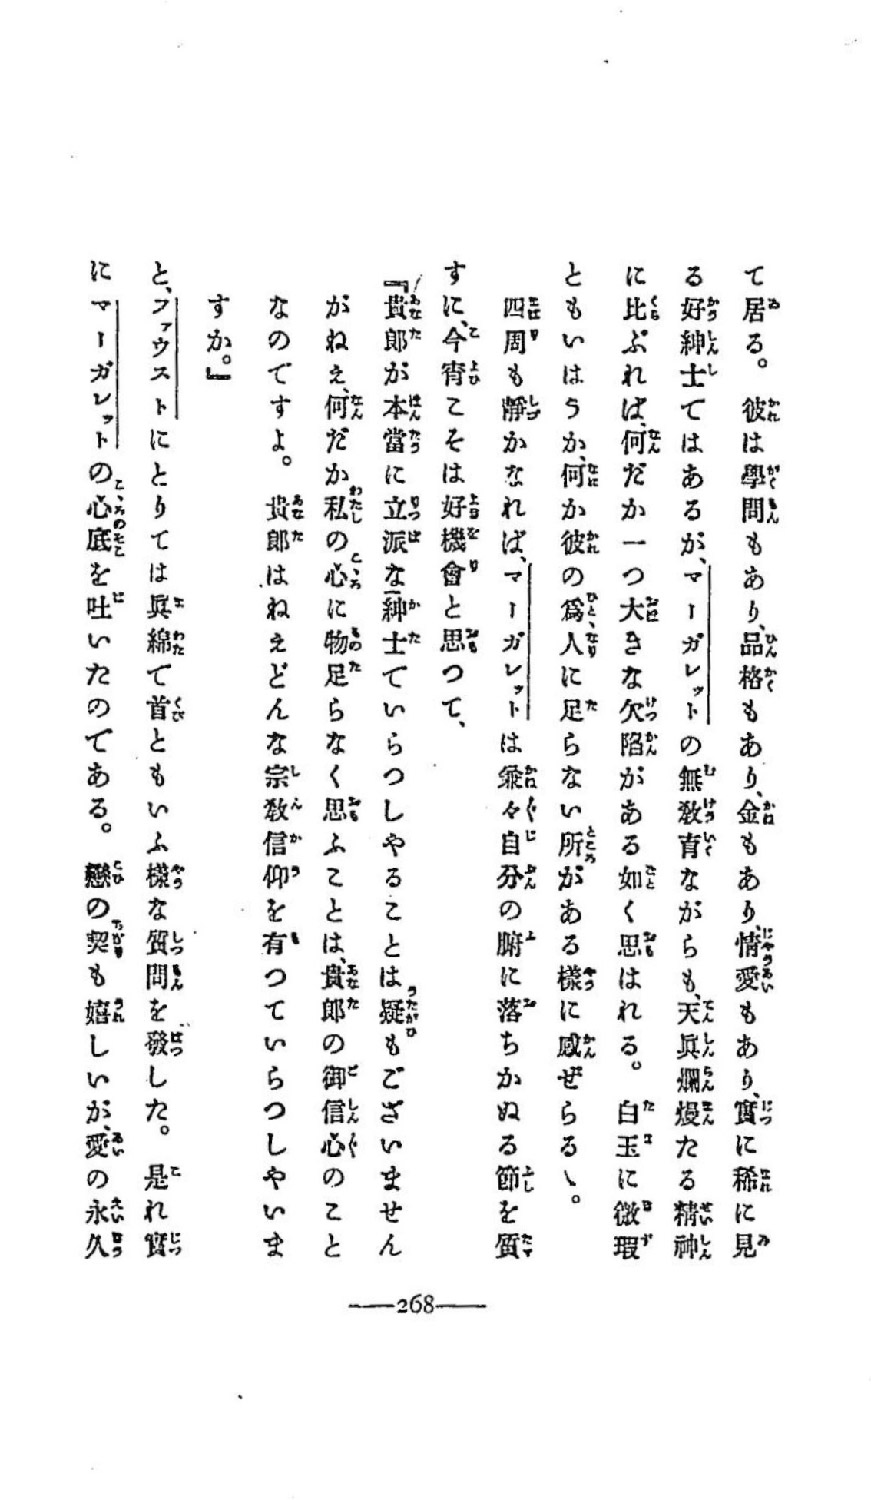 て居る。彼は學問もあり、品格もあり、金もあり、情愛もあり、實に稀に見
る好紳士てはあるが、マーガレットの無敎育ながらも、天眞爛熳たる精神
に比ぶれば、何だか一つ大きな欠陷がある如く思はれる。白玉に微瑕
ともいはうか、何か彼の爲人に足らない所がある樣に感ぜらるゝ。
四周も靜かなれば、マーガレットは兼々自分の腑に落ちかぬる節を質
すに、今宵こそは好機會と思つて、
『貴郞が本當に立派な紳士ていらつしやることは疑もございません
がねえ、何だか私の心に物足らなく思ふことは、貴郞の御信心のこと
なのてすよ。貴郞はねえどんな宗敎信仰を有つていらつしやいま
すか。』
と、ファウストにとりては眞綿て首ともいふ樣な質問を發した。是れ實
にマーガレットの心底を吐いたのてある。戀の契も嬉しいが、愛の永久
268